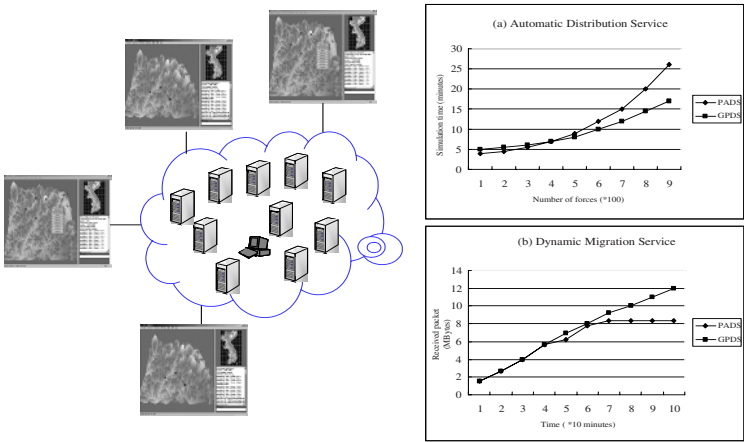 (a) Automatic Distribution Service
30
25
20
15
10
5
0
Simulation time (minutes)
1 2 3 4 5 6 7 8 9
Number of forces (*100)
PADS
GPDS
(b) Dynamic Migration Service
14
12
10
8
6
4
2
0
Received packet
(MBytes)
1 2 3 4 5 6 7 8 9 10
Time ( *10 minutes)
PADS
GPDS